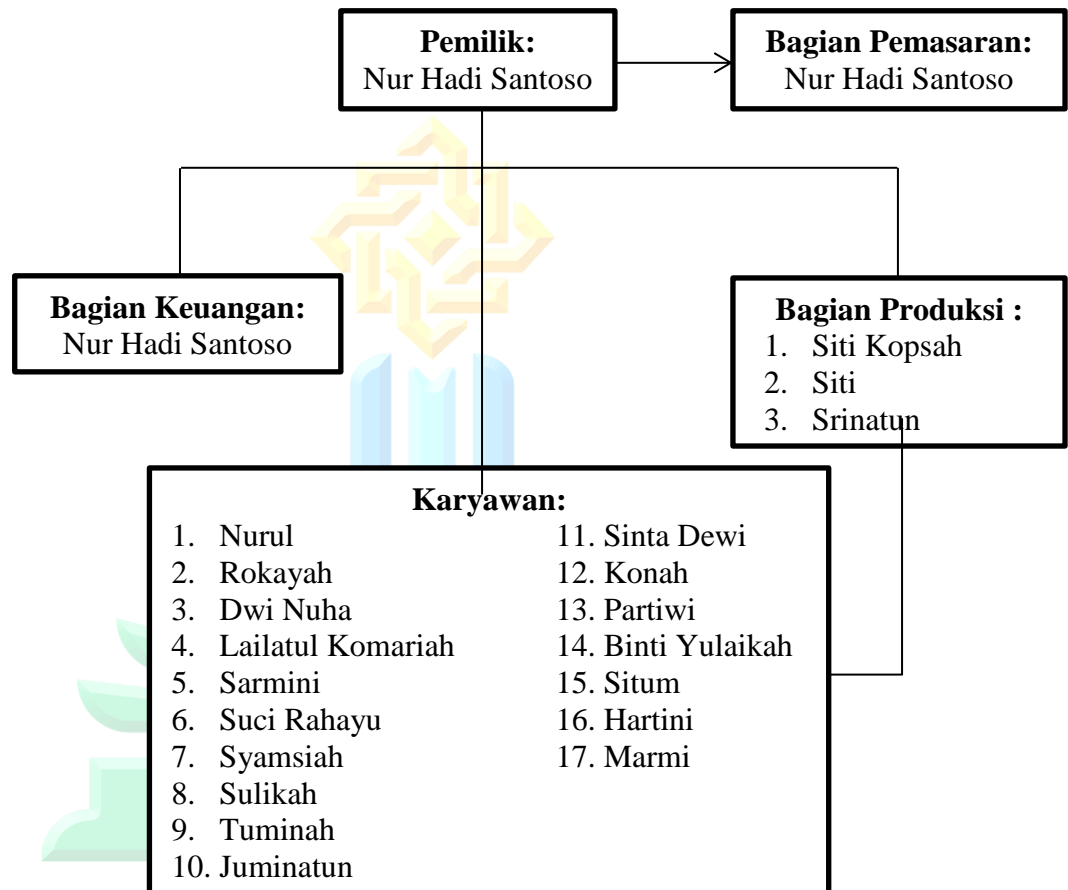 Pemilik:
Nur Hadi Santoso
Bagian Pemasaran:
Nur Hadi Santoso
Bagian Keuangan:
Nur Hadi Santoso
Bagian Produksi :
1. Siti Kopsah
2. Siti
3. Srinatun
Karyawan:
1. Nurul
2. Rokayah
3. Dwi Nuha
4. Lailatul Komariah
5. Sarmini
6. Suci Rahayu
7. Syamsiah
8. Sulikah
9. Tuminah
10. Juminatun
11. Sinta Dewi
12. Konah
13. Partiwi
14. Binti Yulaikah
15. Situm
16. Hartini
17. Marmi